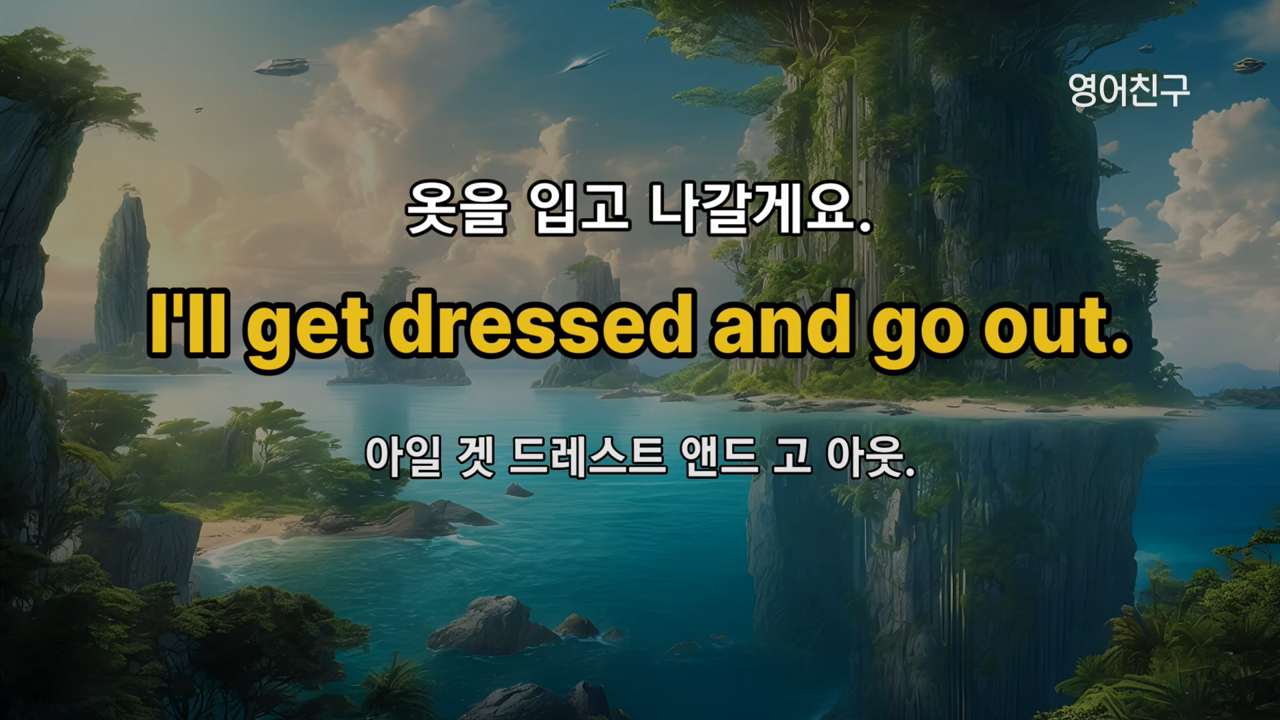 영어친구
옷을 입고 나갈게요.
I'll get dressed and go out.
아일 겟 드레스트 앤드 고 아웃.